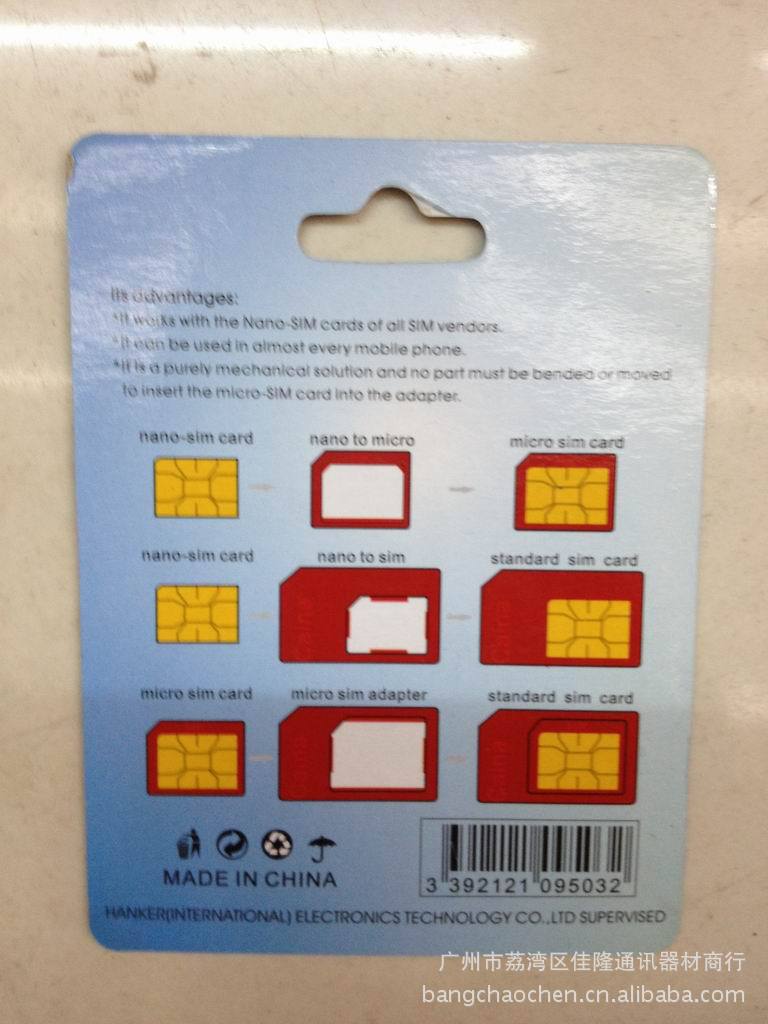 Its advantages:
*It works with the Nano-SIM cards of all SIM vendors.
*It can be used in almost every mobile phone.
*It is a purely mechanical solution and no part must be bended or moved
to insert the micro-SIM card into the adapter.
nano-sim card nano to micro micro sim card
nano-sim card nano to sim standard sim card
micro sim card micro sim adapter standard sim card
MADE IN CHINA
3 392121 095032
HANKER(INTERNATIONAL) ELECTRONICS TECHNOLOGY CO.,LTD SUPERVISED
广州市荔湾区佳隆通讯器材商行
bangchaochen.cn.alibaba.com